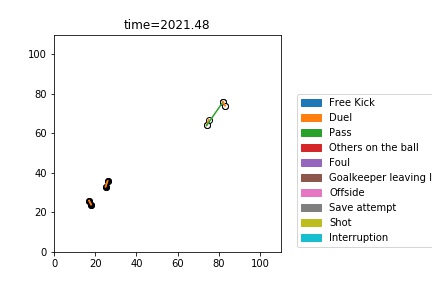 time=2021.48
100
80
60
40
20
0
0 20 40 60 80 100
Free Kick
Duel
Pass
Others on the ball
Foul
Goalkeeper leaving l
Offside
Save attempt
Shot
Interruption